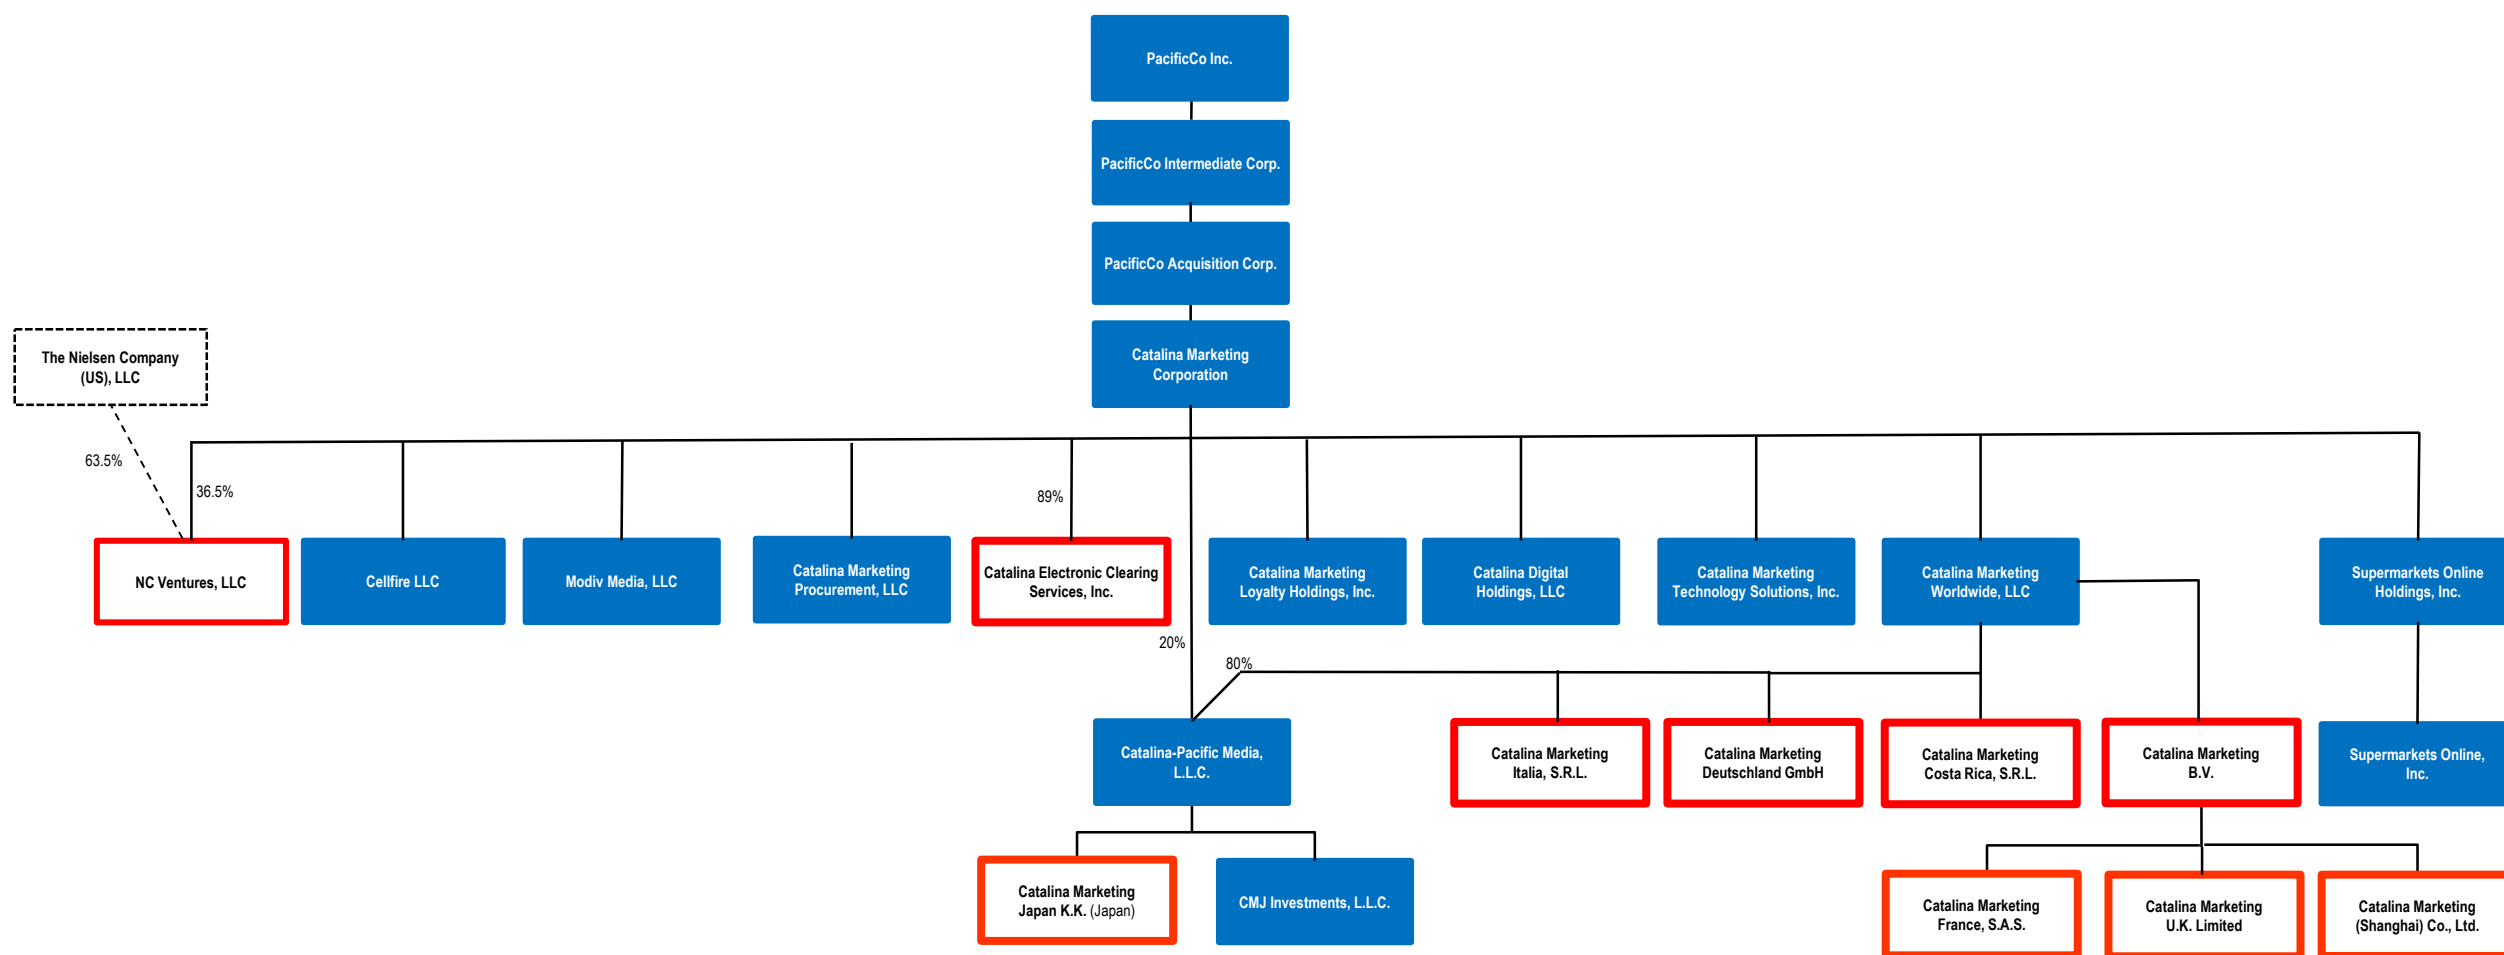 PacificCo Inc.
PacificCo Intermediate Corp.
PacificCo Acquisition Corp.
Catalina Marketing
Corporation
The Nielsen Company
(US), LLC
63.5%
36.5%
89%
NC Ventures, LLC
Cellfire LLC
Modiv Media, LLC
Catalina Marketing
Procurement, LLC
Catalina Electronic Clearing
Services, Inc.
Catalina Marketing
Loyalty Holdings, Inc.
Catalina Digital
Holdings, LLC
Catalina Marketing
Technology Solutions, Inc.
Catalina Marketing
Worldwide, LLC
Supermarkets Online
Holdings, Inc.
20%
80%
Catalina-Pacific Media,
L.L.C.
Catalina Marketing
Italia, S.R.L.
Catalina Marketing
Deutschland GmbH
Catalina Marketing
Costa Rica, S.R.L.
Catalina Marketing
B.V.
Supermarkets Online,
Inc.
Catalina Marketing
Japan K.K. (Japan)
CMJ Investments, L.L.C.
Catalina Marketing
France, S.A.S.
Catalina Marketing
U.K. Limited
Catalina Marketing
(Shanghai) Co., Ltd.